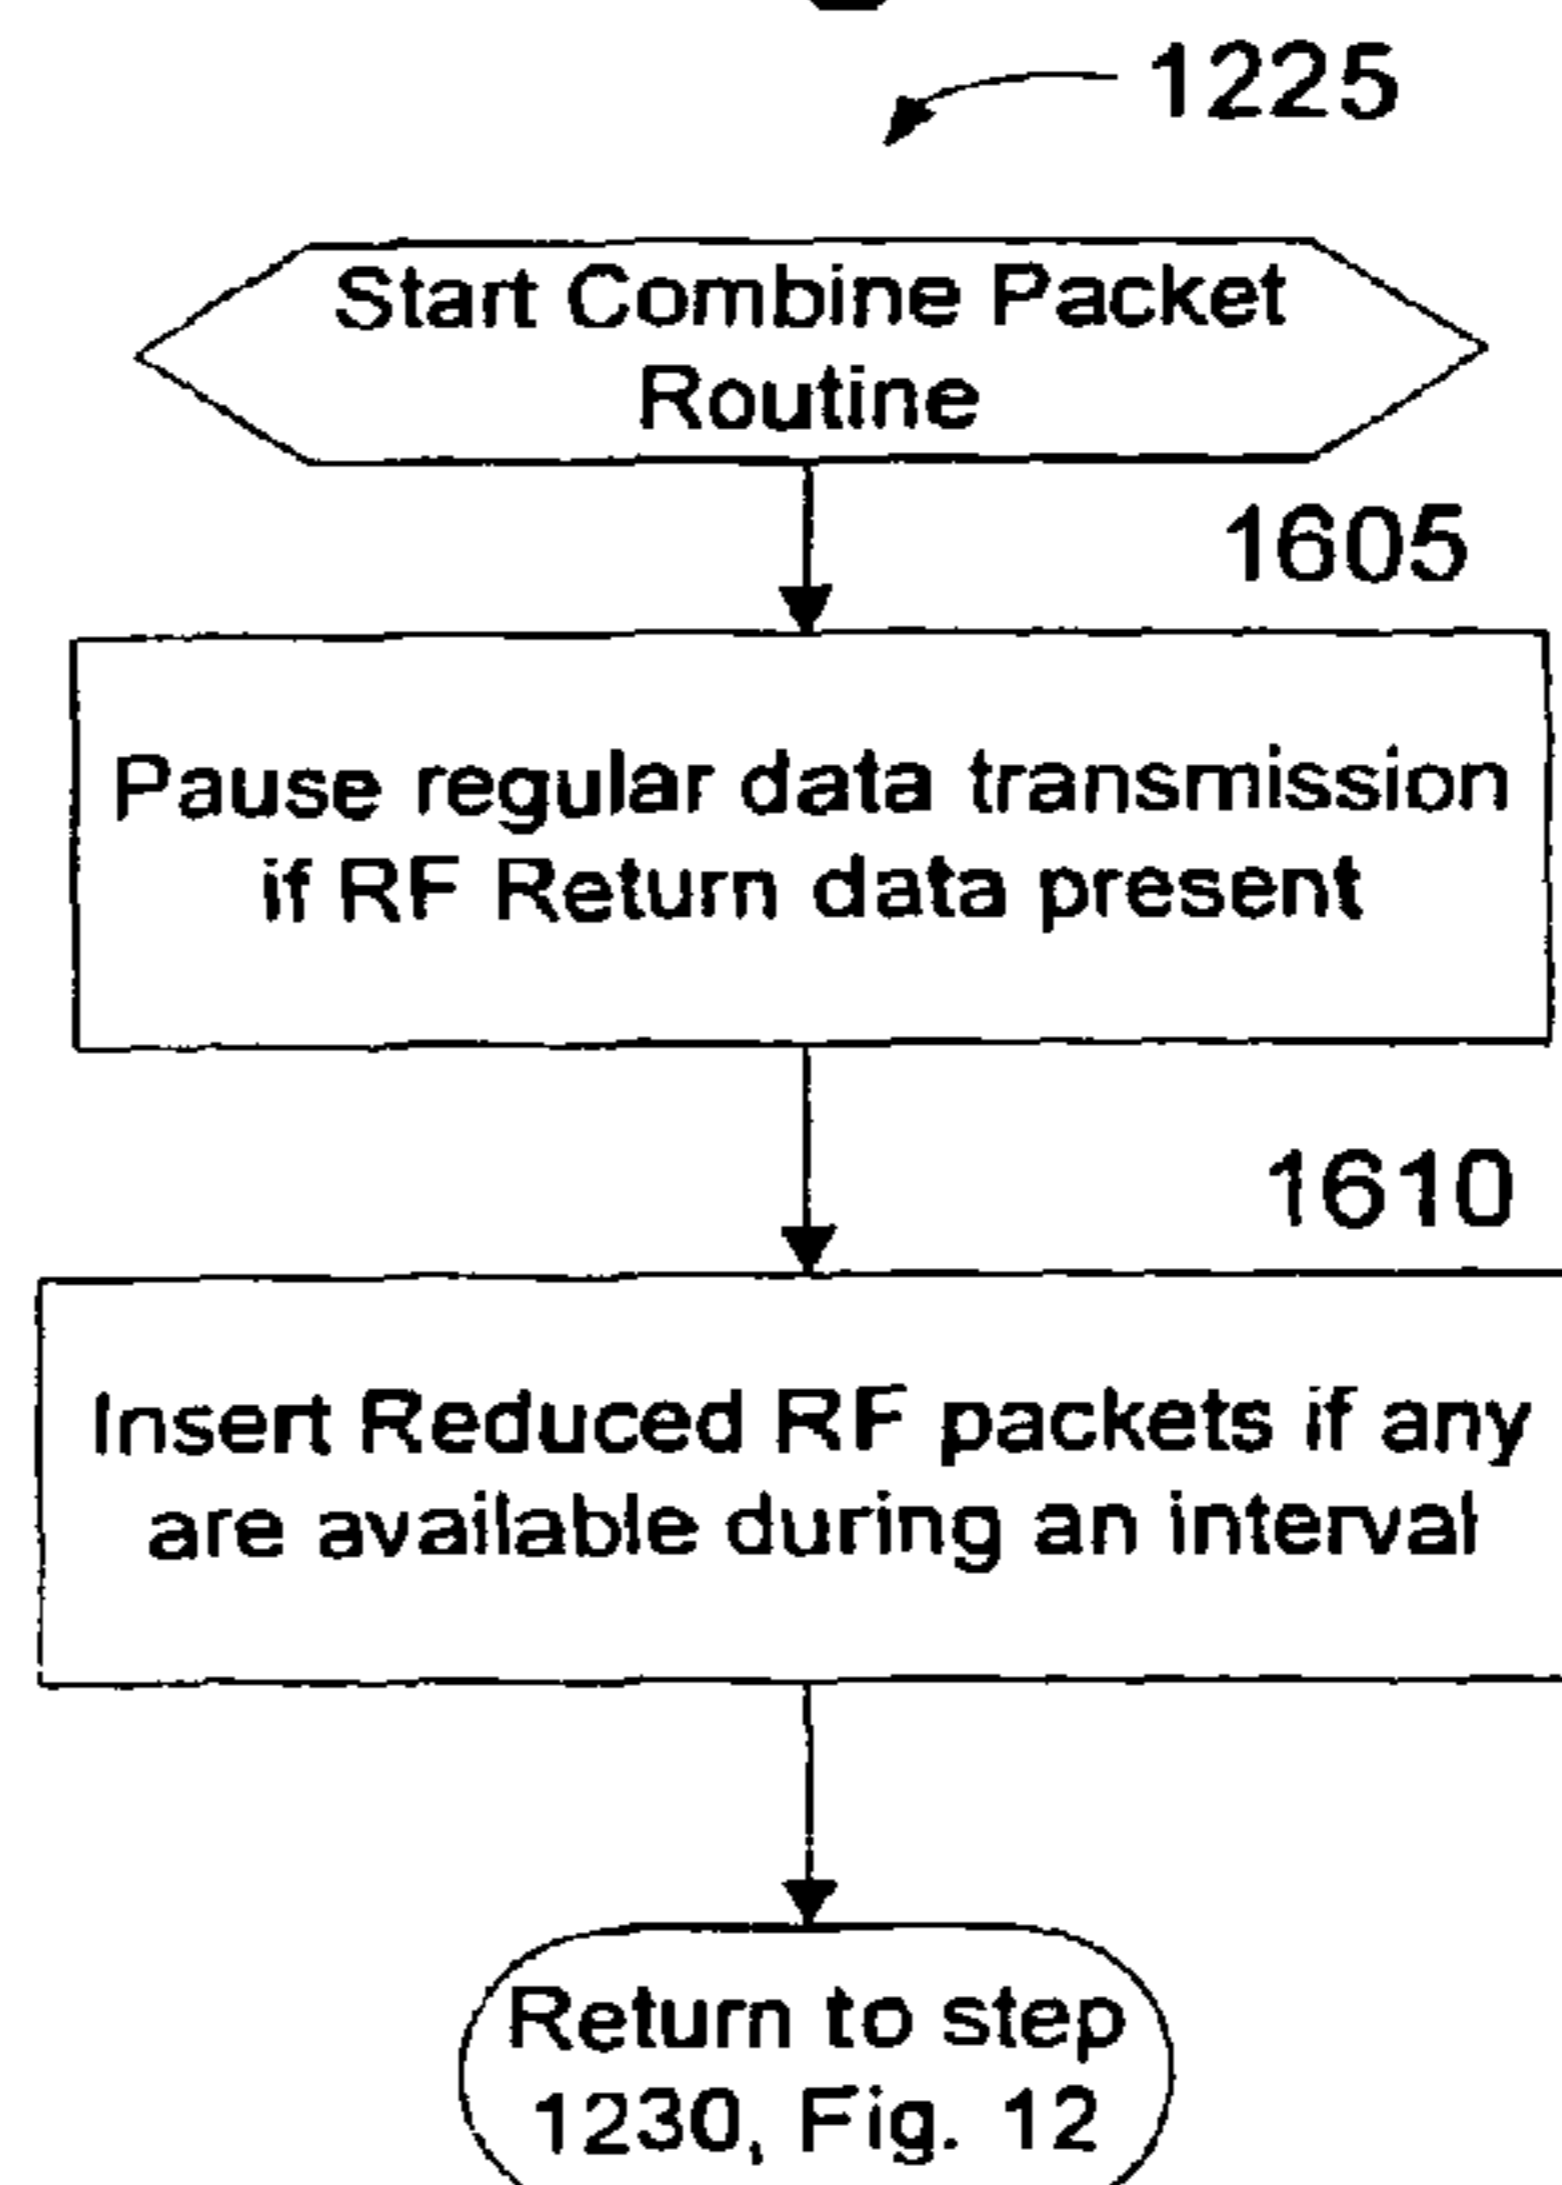 1225
Start Combine Packet
Routine
1605
Pause regular data transmission
if RF Return data present
1610
Insert Reduced RF packets if any
are available during an interval
Return to step
1230, Fig. 12